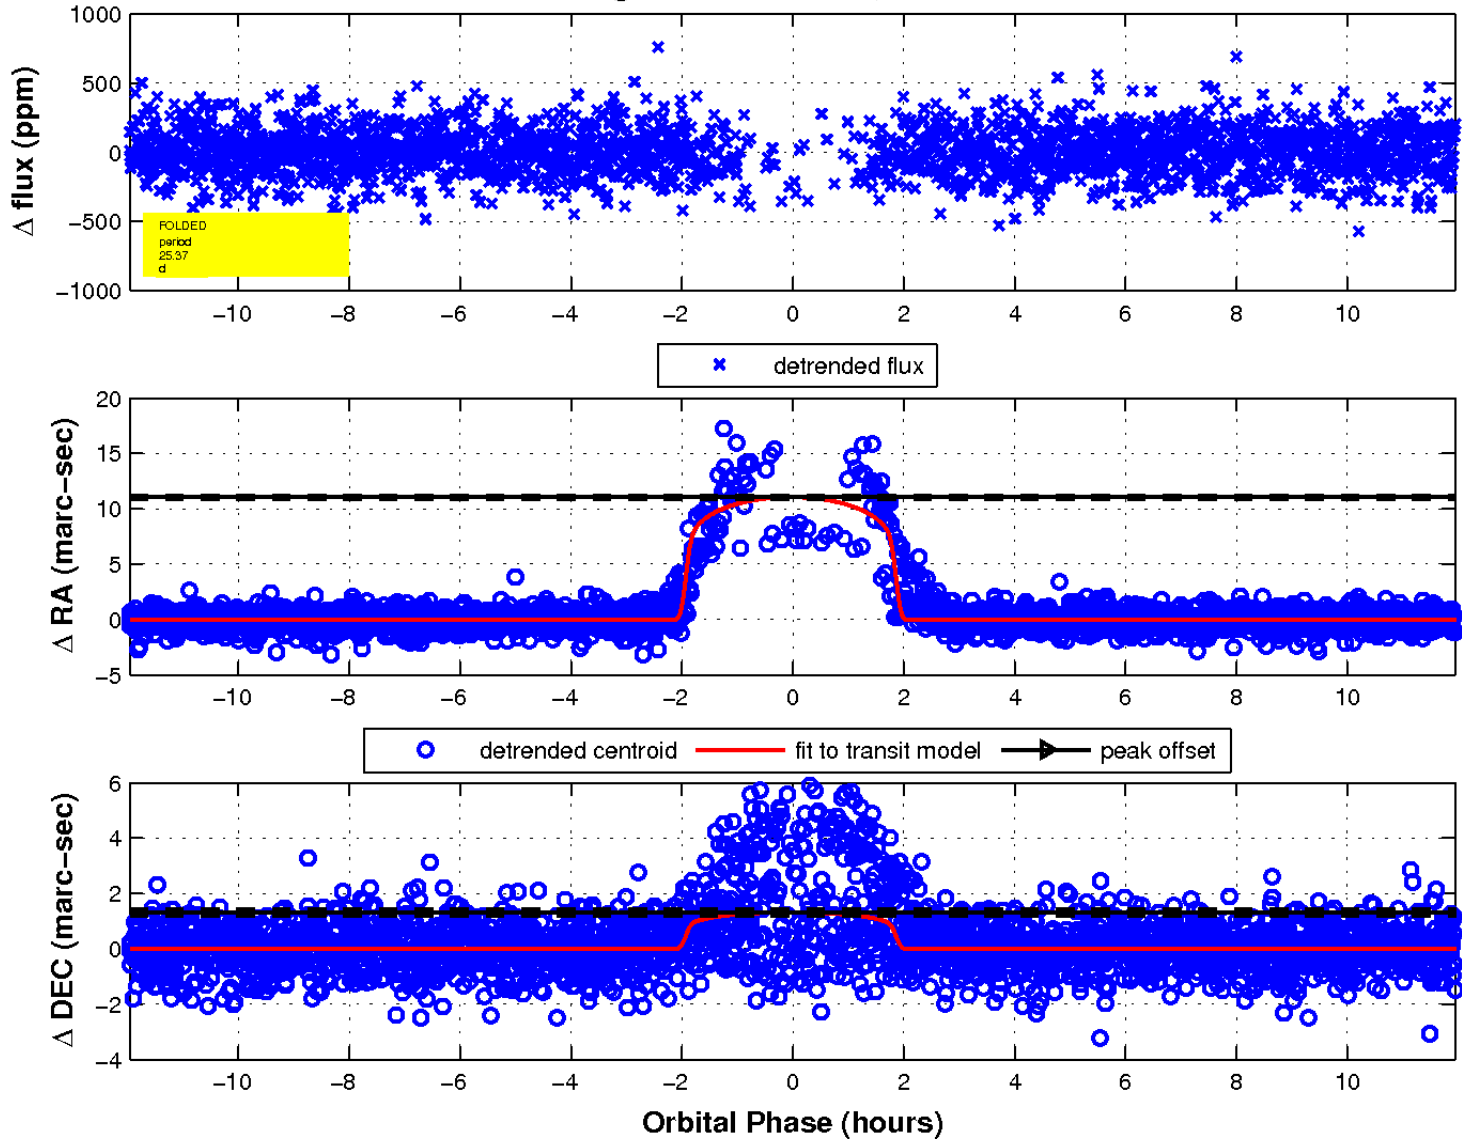 1000
500
0
−500
−1000
Δ flux (ppm)
FOLDED
period
25.37
d
−10 −8 −6 −4 −2 0 2 4 6 8 10
detrended flux
20
15
10
5
0
−5
Δ RA (marc−sec)
−10 −8 −6 −4 −2 0 2 4 6 8 10
detrended centroid fit to transit model peak offset
6
4
2
0
−2
−4
Δ DEC (marc−sec)
−10 −8 −6 −4 −2 0 2 4 6 8 10
Orbital Phase (hours)